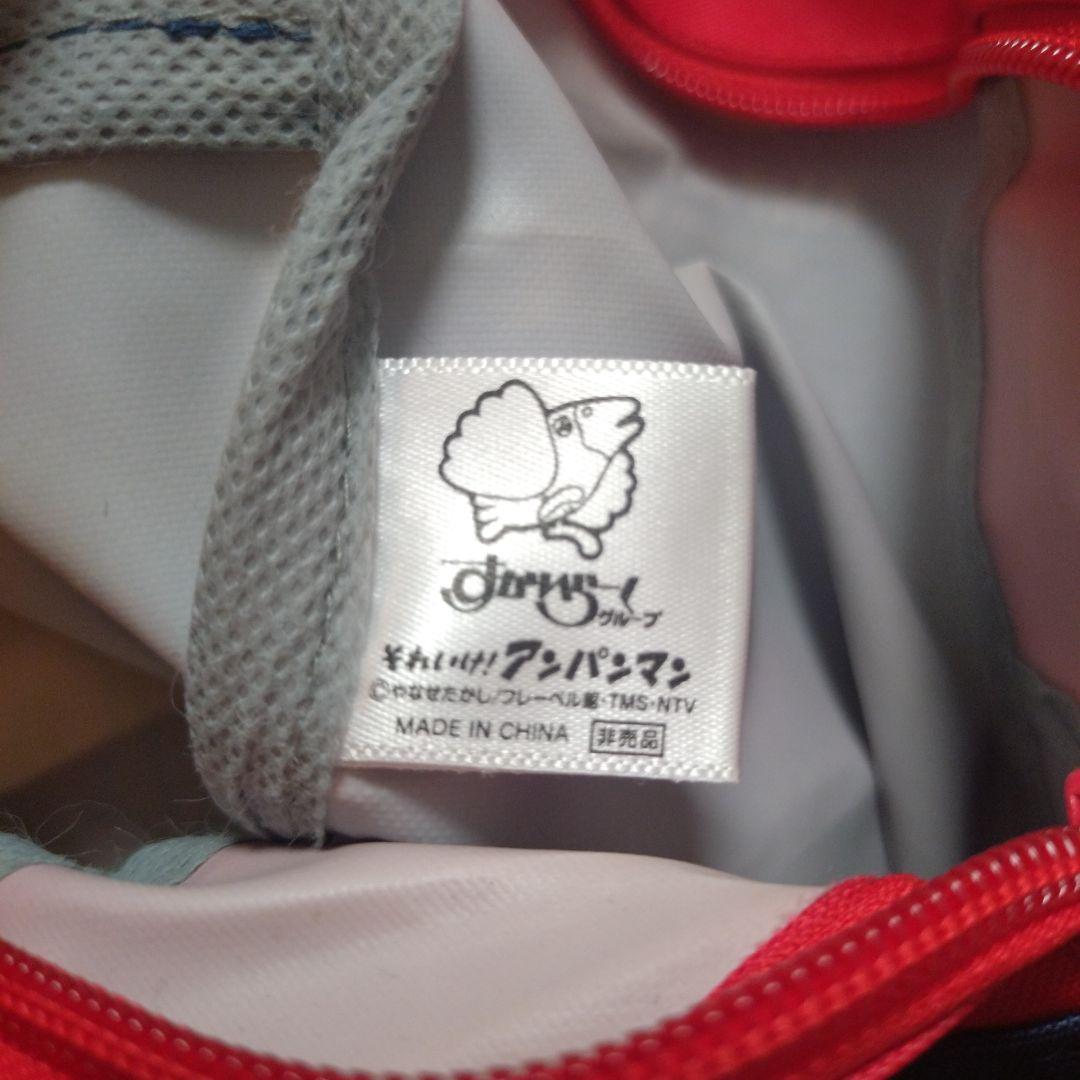 すかいらーく
グループ
それいけ!アンパンマン
©やなせたかし/フレーベル館・TMS・NTV
MADE IN CHINA 非売品